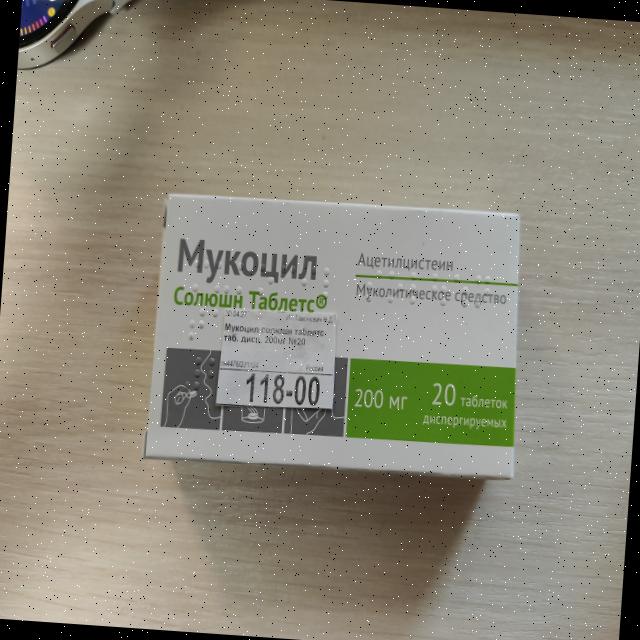 Мукоцил
Солюшн Таблетс®
Ацетилцистеин
Муколитическое средство
Мукоцил солюшн таблетс
таб. дисп. 200мг №20
Россия
118-00
200 мг
20 таблеток
диспергируемых